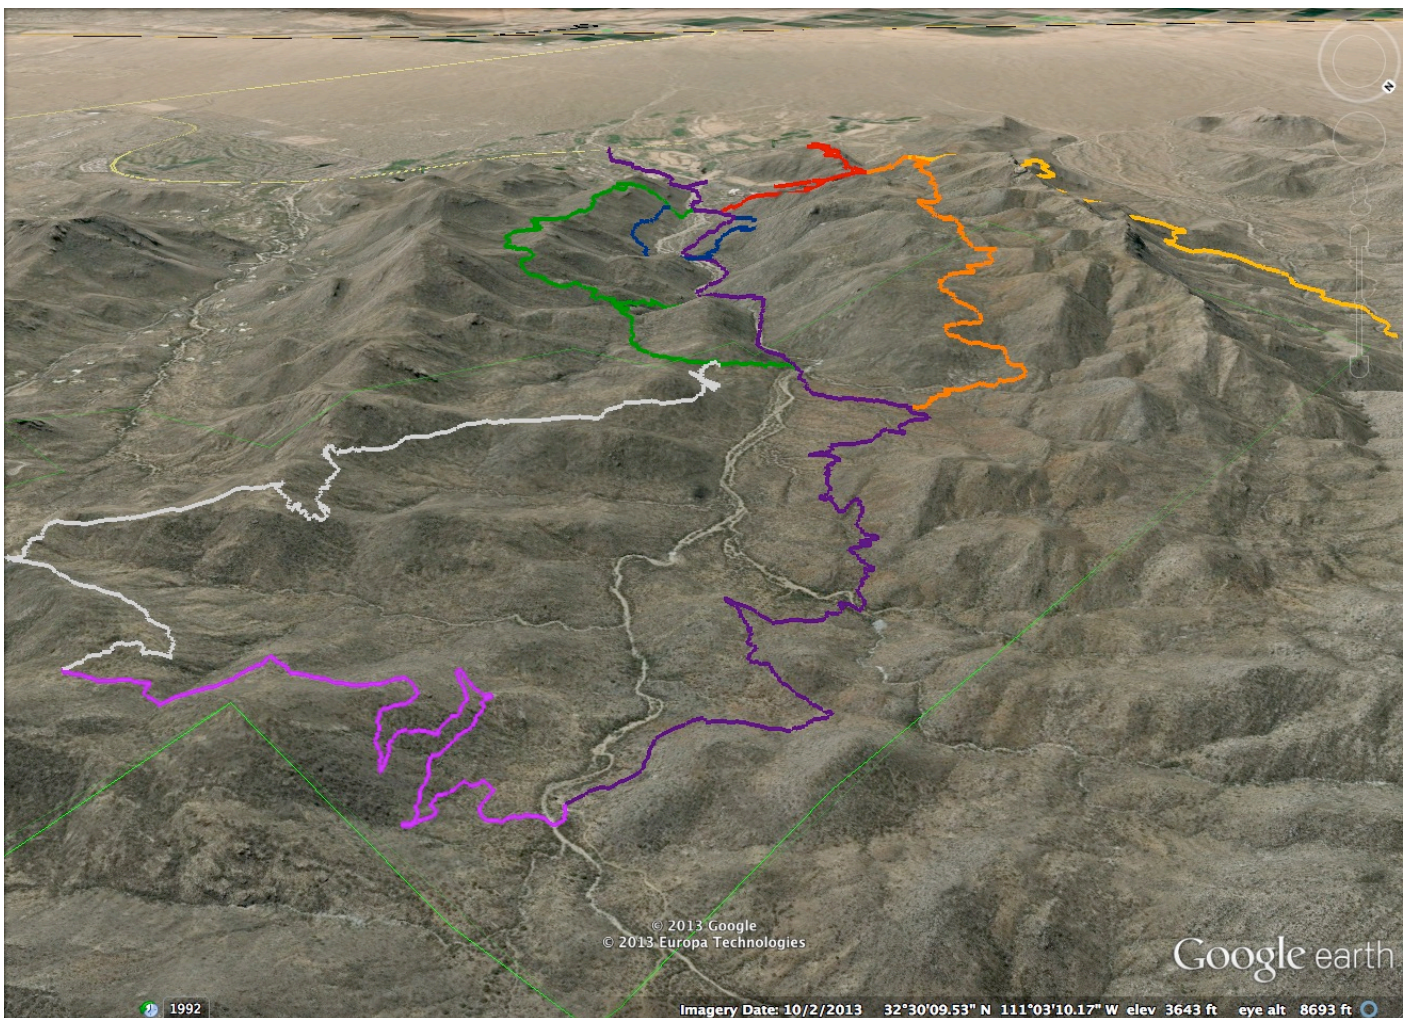 N
© 2013 Google
© 2013 Europa Technologies
Google earth
1992
Imagery Date: 10/2/2013 32°30'09.53" N 111°03'10.17" W elev 3643 ft eye alt 8693 ft